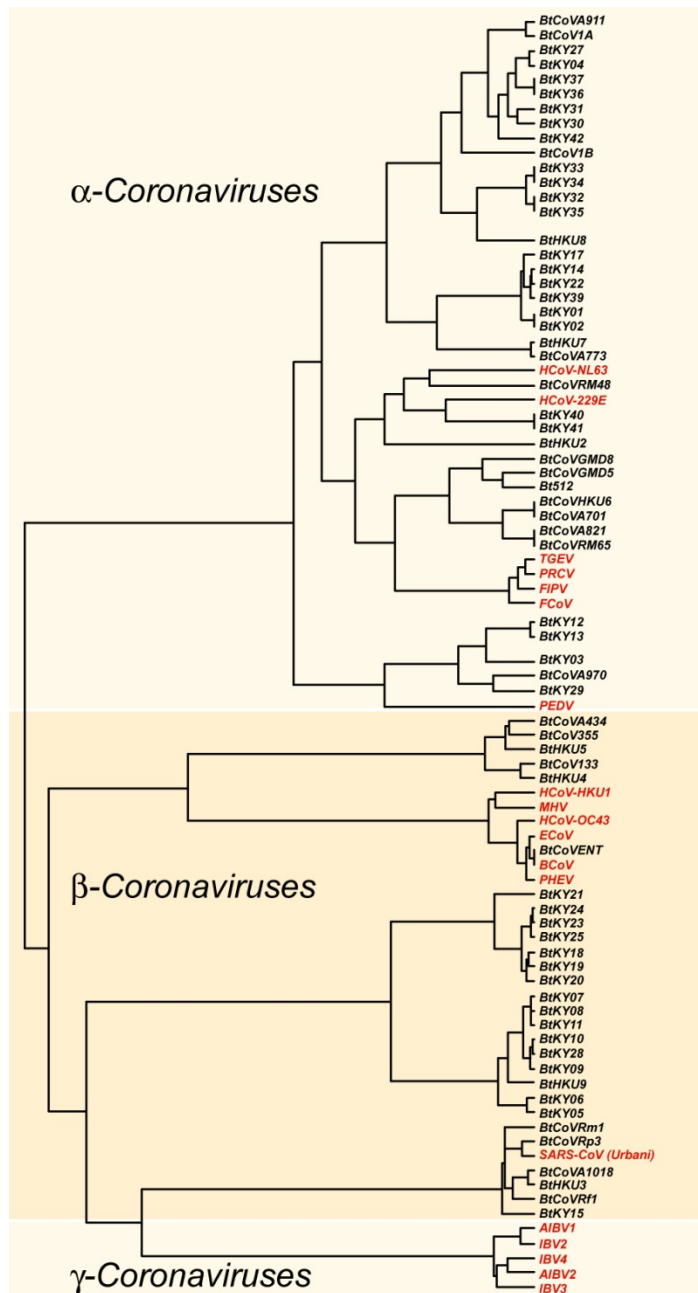 BtCoVA911
BtCoV1A
BtKY27
BtKY04
BtKY37
BtKY36
BtKY31
BtKY30
BtKY42
BtCoV1B
BtKY33
α-Coronaviruses
BtKY34
BtKY32
BtKY35
BtHKU8
BtKY17
BtKY14
BtKY22
BtKY39
BtKY01
BtKY02
BtHKU7
BtCoVA773
HCoV-NL63
BtCoVRM48
HCoV-229E
BtKY40
BtKY41
BtHKU2
BtCoVGMD8
BtCoVGMD5
Bt512
BtCoVHKU6
BtCoVA701
BtCoVA821
BtCoVRM65
TGEV
PRCV
FIPV
FCoV
BtKY12
BtKY13
BtKY03
BtCoVA970
BtKY29
PEDV
BtCoVA434
BtCoV355
BtHKU5
BtCoV133
BtHKU4
HCoV-HKU1
MHV
HCoV-OC43
ECoV
BtCoVENT
BCoV
PHEV
β-Coronaviruses
BtKY21
BtKY24
BtKY23
BtKY25
BtKY18
BtKY19
BtKY20
BtKY07
BtKY08
BtKY11
BtKY10
BtKY28
BtKY09
BtHKU9
BtKY06
BtKY05
BtCoVRm1
BtCoVRp3
SARS-CoV (Urbani)
BtCoVA1018
BtHKU3
BtCoVRf1
BtKY15
AIBV1
IBV2
IBV4
γ-Coronaviruses
AIBV2
IBV3